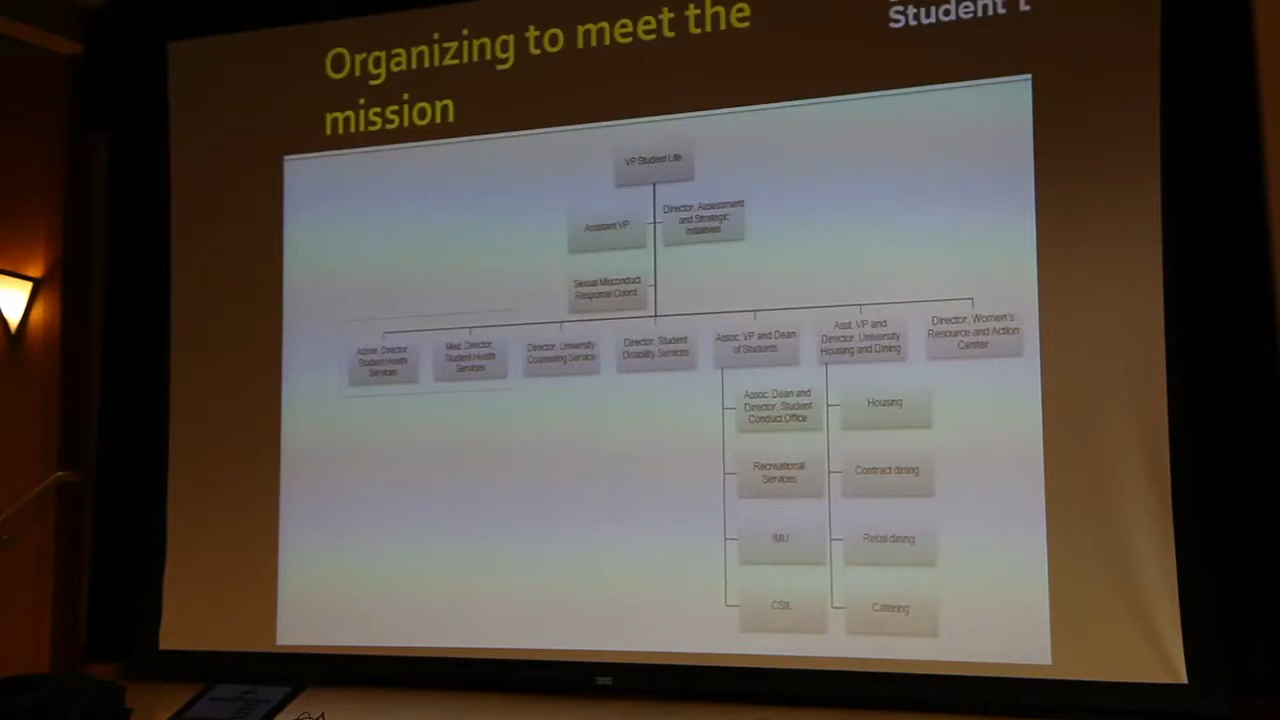 Organizing to meet the
mission
Student L
VP Student Life
Assistant VP
Director, Assessment
and Strategic
Initiatives
Sexual Misconduct
Response Coord.
Admin. Director,
Student Health
Services
Med. Director,
Student Health
Services
Director, University
Counseling Service
Director, Student
Disability Services
Assoc. VP and Dean
of Students
Asst. VP and
Director, University
Housing and Dining
Director, Women's
Resource and Action
Center
Assoc. Dean and
Director, Student
Conduct Office
Recreational
Services
IMU
CSIL
Housing
Contract dining
Retail dining
Catering